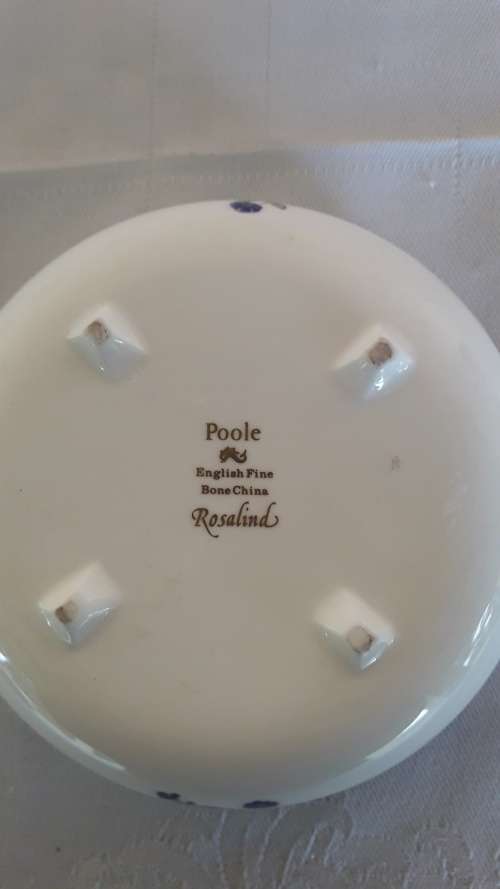 Poole
English Fine
Bone China
Rosalind